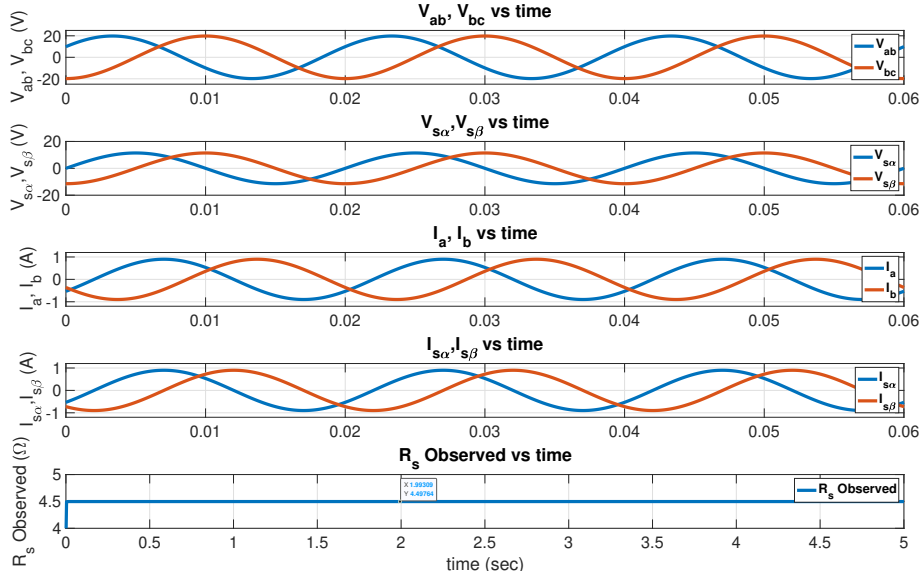 V_ab, V_bc vs time
V_ab, V_bc (V)
20
0
-20
V_ab
V_bc
0 0.01 0.02 0.03 0.04 0.05 0.06
V_sα,V_sβ vs time
V_sα,V_sβ (V)
20
0
-20
V_sα
V_sβ
0 0.01 0.02 0.03 0.04 0.05 0.06
I_a, I_b vs time
I_a, I_b (A)
1
0
-1
I_a
I_b
0 0.01 0.02 0.03 0.04 0.05 0.06
I_sα,I_sβ vs time
I_sα,I_sβ (A)
1
0
-1
I_sα
I_sβ
0 0.01 0.02 0.03 0.04 0.05 0.06
R_s Observed vs time
R_s Observed (Ω)
5
4.5
4
X 1.99309
Y 4.49764
R_s Observed
0 0.5 1 1.5 2 2.5 3 3.5 4 4.5 5
time (sec)